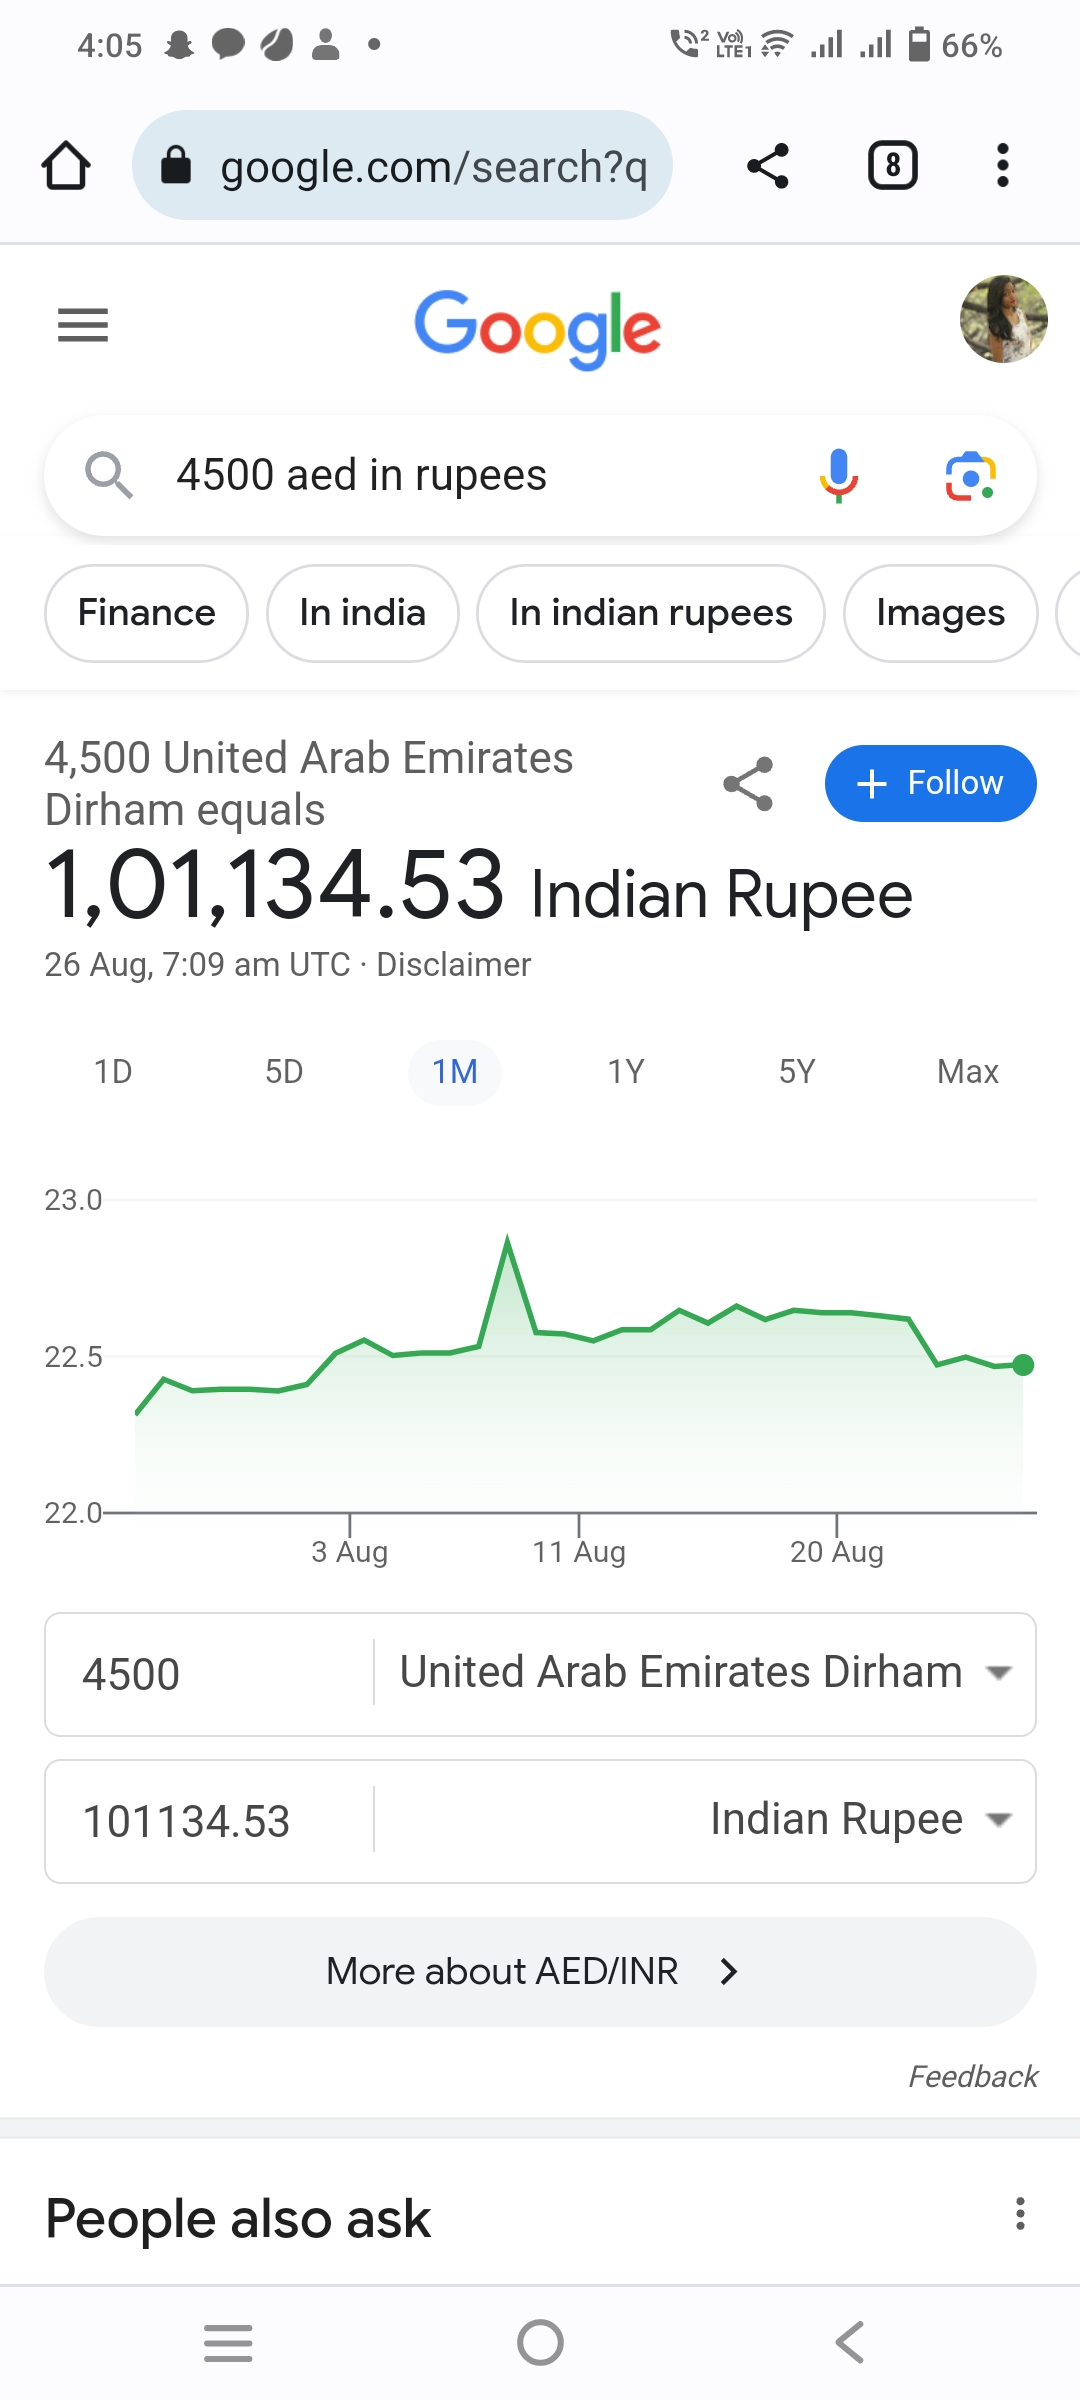 4:05
2 Vo)) LTE1 66%
google.com/search?q
8
Google
4500 aed in rupees
Finance In india In indian rupees Images
4,500 United Arab Emirates
Dirham equals
+ Follow
1,01,134.53 Indian Rupee
26 Aug, 7:09 am UTC · Disclaimer
1D 5D 1M 1Y 5Y Max
23.0
22.5
22.0
3 Aug 11 Aug 20 Aug
4500 United Arab Emirates Dirham
101134.53 Indian Rupee
More about AED/INR
Feedback
People also ask